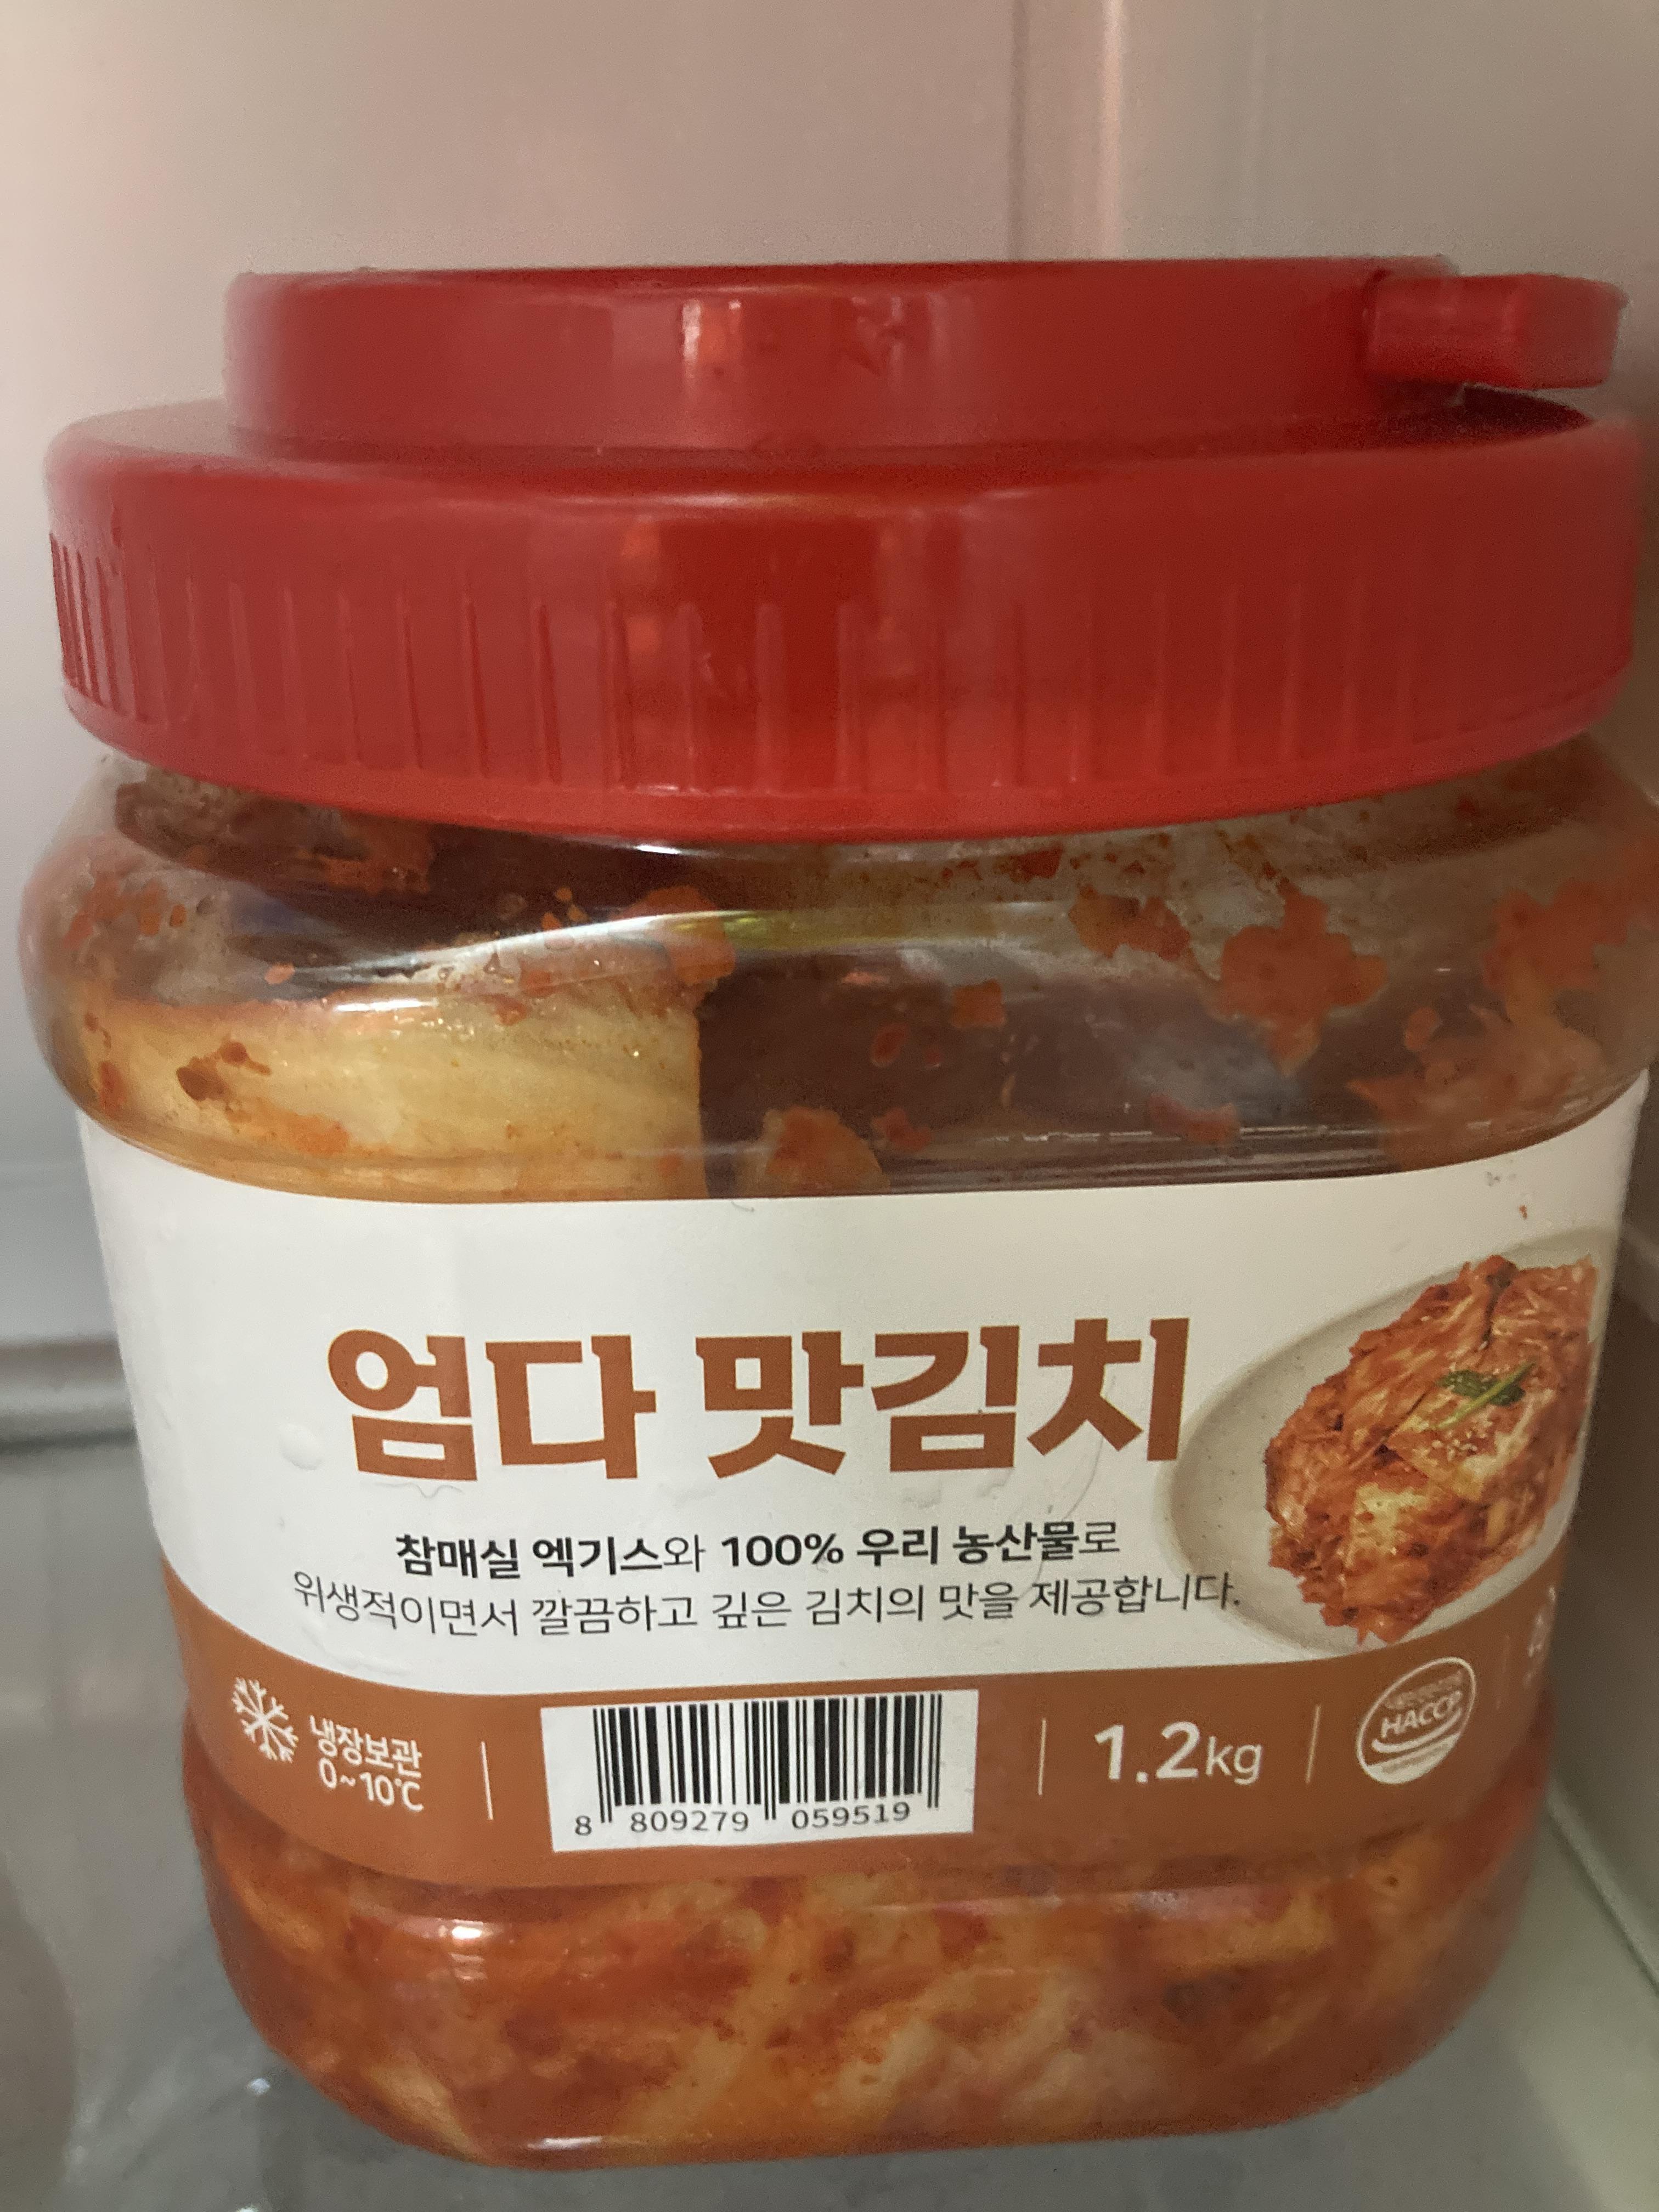 엄다 맛김치
참매실 엑기스와 100% 우리 농산물로
위생적이면서 깔끔하고 깊은 김치의 맛을 제공합니다.
냉장보관
0~10℃
8 809279 059519
1.2kg
HACCP